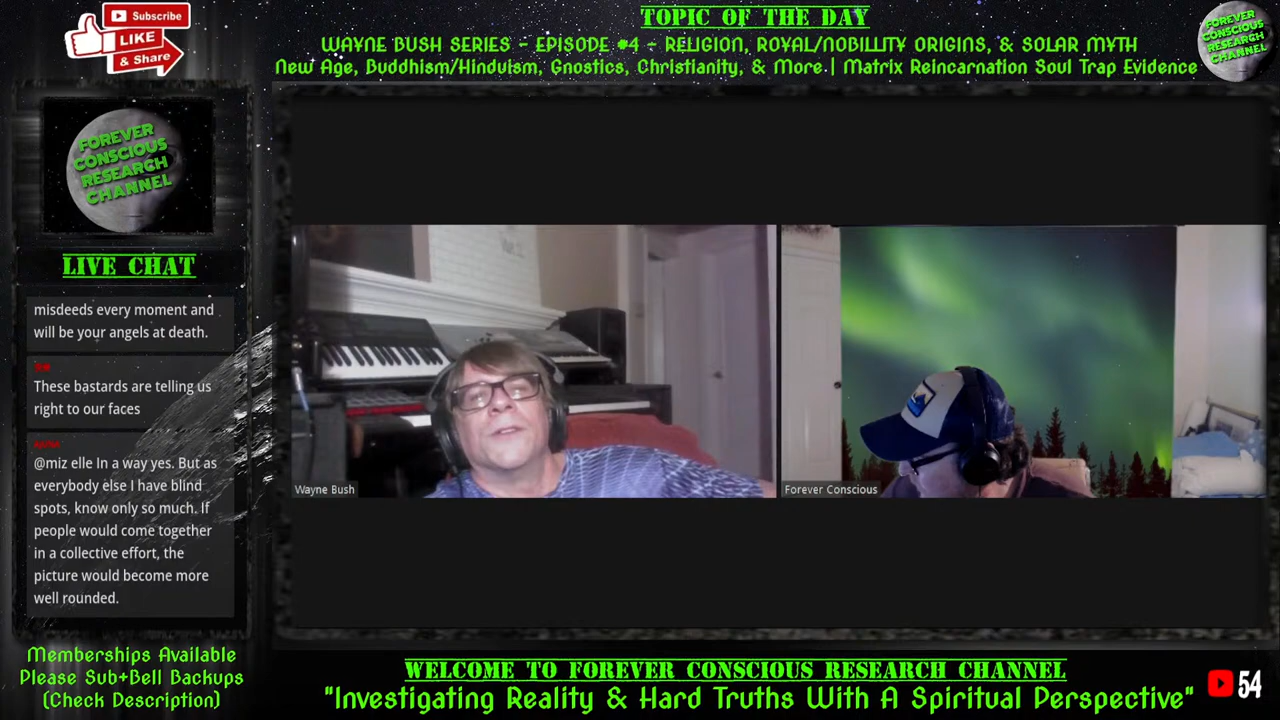 Subscribe
LIKE
& Share
TOPIC OF THE DAY
WAYNE BUSH SERIES - EPISODE #4 - RELIGION, ROYAL/NOBILLITY ORIGINS, & SOLAR MYTH
New Age, Buddhism/Hinduism, Gnostics, Christianity, & More | Matrix Reincarnation Soul Trap Evidence
FOREVER
CONSCIOUS
RESEARCH
CHANNEL
FOREVER
CONSCIOUS
RESEARCH
CHANNEL
LIVE CHAT
misdeeds every moment and
will be your angels at death.
These bastards are telling us
right to our faces
@miz elle In a way yes. But as
everybody else I have blind
spots, know only so much. If
people would come together
in a collective effort, the
picture would become more
well rounded.
Wayne Bush
Forever Conscious
Memberships Available
Please Sub+Bell Backups
(Check Description)
WELCOME TO FOREVER CONSCIOUS RESEARCH CHANNEL
"Investigating Reality & Hard Truths With A Spiritual Perspective"
54